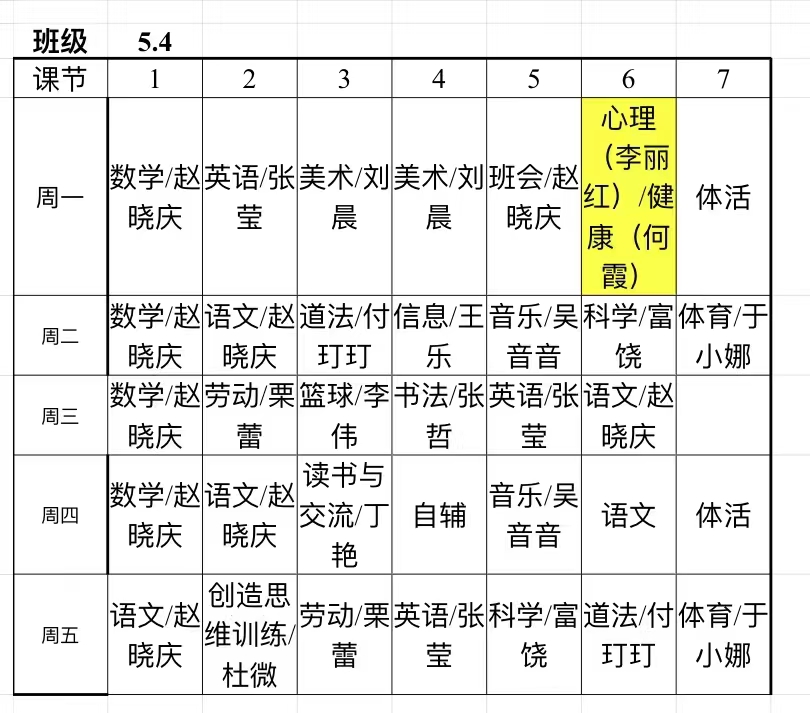 班级 5.4
课节 1 2 3 4 5 6 7
周一 数学/赵晓庆 英语/张莹 美术/刘晨 美术/刘晨 班会/赵晓庆 心理（李丽红）/健康（何霞） 体活
周二 数学/赵晓庆 语文/赵晓庆 道法/付玎玎 信息/王乐 音乐/吴音音 科学/富饶 体育/于小娜
周三 数学/赵晓庆 劳动/栗蕾 篮球/李伟 书法/张哲 英语/张莹 语文/赵晓庆
周四 数学/赵晓庆 语文/赵晓庆 读书与交流/丁艳 自辅 音乐/吴音音 语文 体活
周五 语文/赵晓庆 创造思维训练/杜微 劳动/栗蕾 英语/张莹 科学/富饶 道法/付玎玎 体育/于小娜